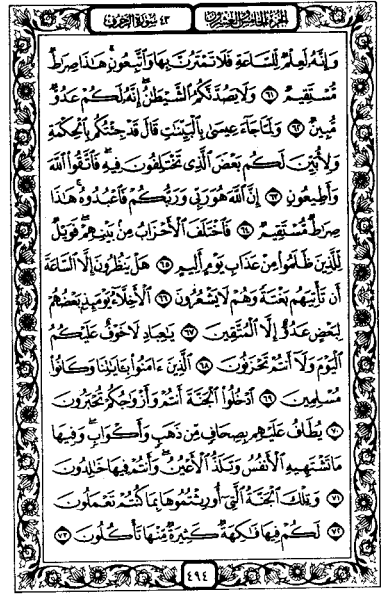 الجزء الخامس والعشرون ٤٣ سورة الزخرف
وَإِنَّهُۥ لَعِلْمٌ لِّلسَّاعَةِ فَلَا تَمْتَرُنَّ بِهَا وَٱتَّبِعُونِ ۚ هَٰذَا صِرَٰطٌ
مُّسْتَقِيمٌ ٦١ وَلَا يَصُدَّنَّكُمُ ٱلشَّيْطَٰنُ ۖ إِنَّهُۥ لَكُمْ عَدُوٌّ
مُّبِينٌ ٦٢ وَلَمَّا جَآءَ عِيسَىٰ بِٱلْبَيِّنَٰتِ قَالَ قَدْ جِئْتُكُم بِٱلْحِكْمَةِ
وَلِأُبَيِّنَ لَكُم بَعْضَ ٱلَّذِى تَخْتَلِفُونَ فِيهِ ۖ فَٱتَّقُوا۟ ٱللَّهَ
وَأَطِيعُونِ ٦٣ إِنَّ ٱللَّهَ هُوَ رَبِّى وَرَبُّكُمْ فَٱعْبُدُوهُ ۚ هَٰذَا
صِرَٰطٌ مُّسْتَقِيمٌ ٦٤ فَٱخْتَلَفَ ٱلْأَحْزَابُ مِنۢ بَيْنِهِمْ ۖ فَوَيْلٌ
لِّلَّذِينَ ظَلَمُوا۟ مِنْ عَذَابِ يَوْمٍ أَلِيمٍ ٦٥ هَلْ يَنظُرُونَ إِلَّا ٱلسَّاعَةَ
أَن تَأْتِيَهُم بَغْتَةً وَهُمْ لَا يَشْعُرُونَ ٦٦ ٱلْأَخِلَّآءُ يَوْمَئِذٍۭ بَعْضُهُمْ
لِبَعْضٍ عَدُوٌّ إِلَّا ٱلْمُتَّقِينَ ٦٧ يَٰعِبَادِ لَا خَوْفٌ عَلَيْكُمُ
ٱلْيَوْمَ وَلَآ أَنتُمْ تَحْزَنُونَ ٦٨ ٱلَّذِينَ ءَامَنُوا۟ بِـَٔايَٰتِنَا وَكَانُوا۟
مُسْلِمِينَ ٦٩ ٱدْخُلُوا۟ ٱلْجَنَّةَ أَنتُمْ وَأَزْوَٰجُكُمْ تُحْبَرُونَ
٧٠ يُطَافُ عَلَيْهِم بِصِحَافٍ مِّن ذَهَبٍ وَأَكْوَابٍ ۖ وَفِيهَا
مَا تَشْتَهِيهِ ٱلْأَنفُسُ وَتَلَذُّ ٱلْأَعْيُنُ ۖ وَأَنتُمْ فِيهَا خَٰلِدُونَ
٧١ وَتِلْكَ ٱلْجَنَّةُ ٱلَّتِىٓ أُورِثْتُمُوهَا بِمَا كُنتُمْ تَعْمَلُونَ
٧٢ لَكُمْ فِيهَا فَٰكِهَةٌ كَثِيرَةٌ مِّنْهَا تَأْكُلُونَ ٧٣
٤٩٤